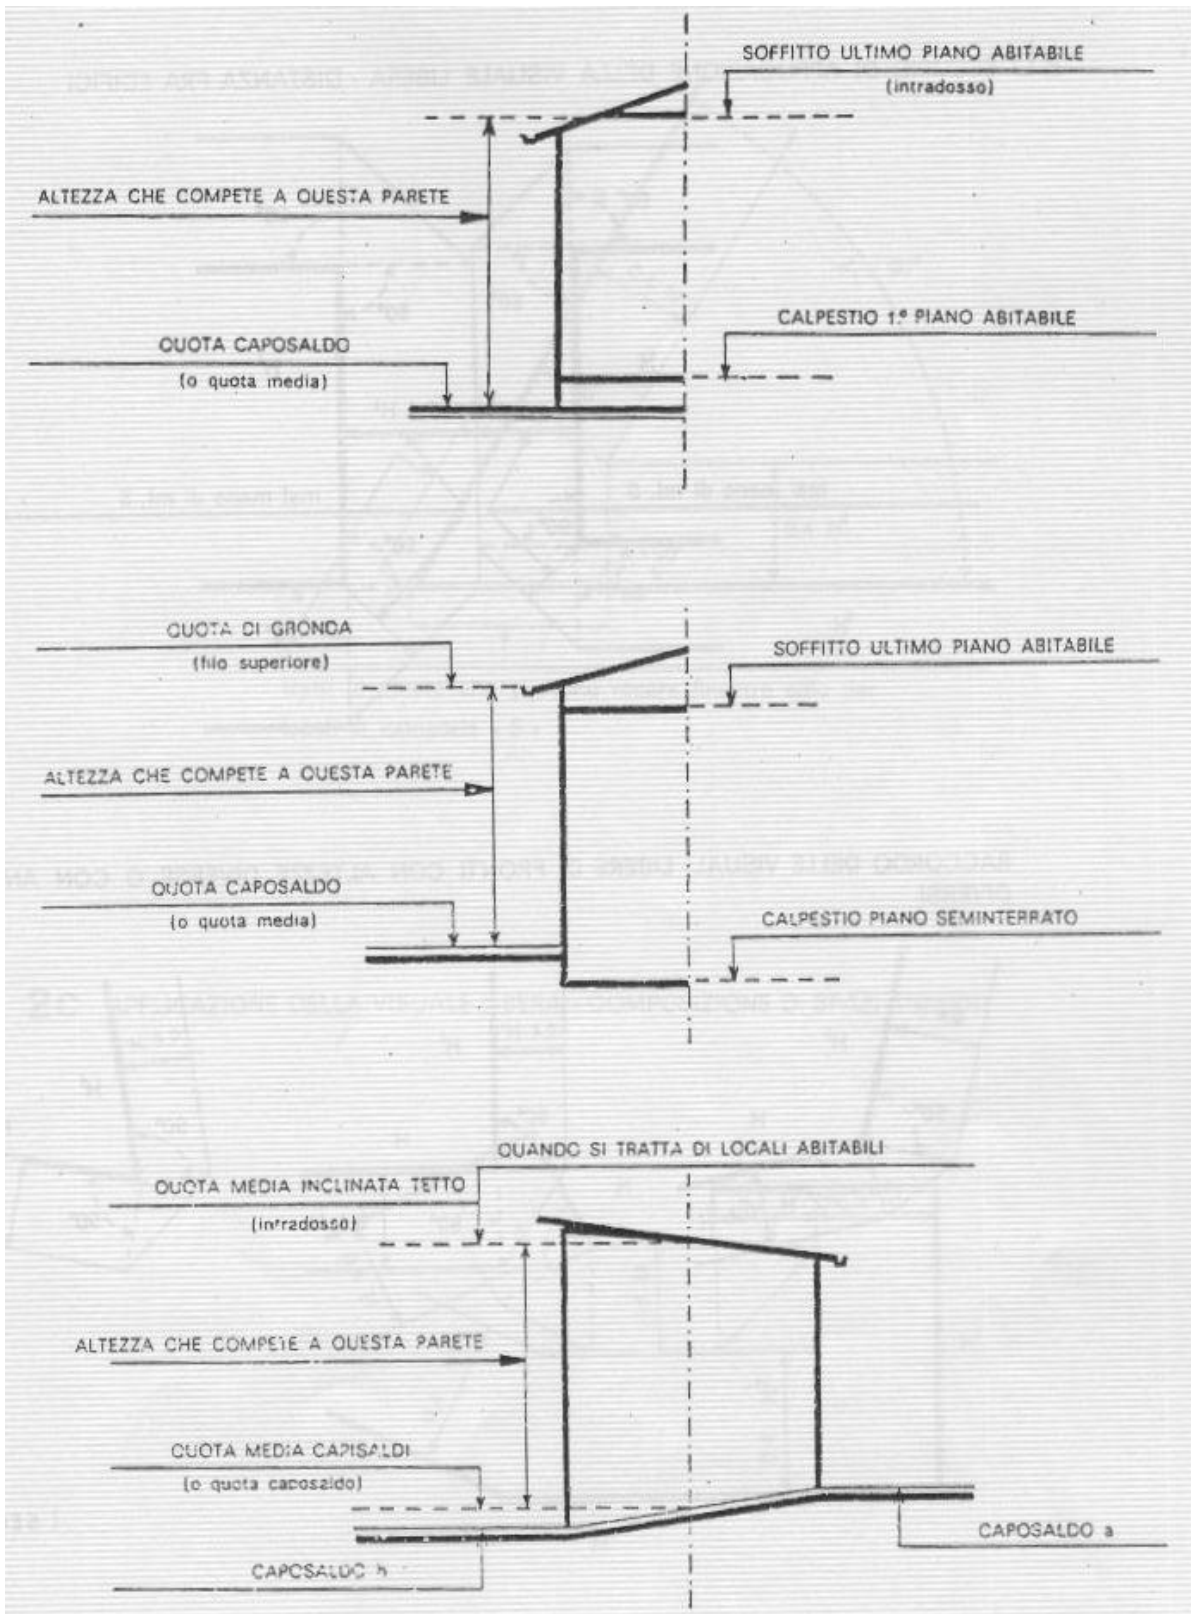 SOFFITTO ULTIMO PIANO ABITABILE
(intradosso)
ALTEZZA CHE COMPETE A QUESTA PARETE
CALPESTIO 1.º PIANO ABITABILE
QUOTA CAPOSALDO
(o quota media)
QUOTA DI GRONDA
(filo superiore)
SOFFITTO ULTIMO PIANO ABITABILE
ALTEZZA CHE COMPETE A QUESTA PARETE
QUOTA CAPOSALDO
(o quota media)
CALPESTIO PIANO SEMINTERRATO
QUANDO SI TRATTA DI LOCALI ABITABILI
QUOTA MEDIA INCLINATA TETTO
(intradosso)
ALTEZZA CHE COMPETE A QUESTA PARETE
QUOTA MEDIA CAPISALDI
(o quota caposaldo)
CAPOSALDO a
CAPOSALDO